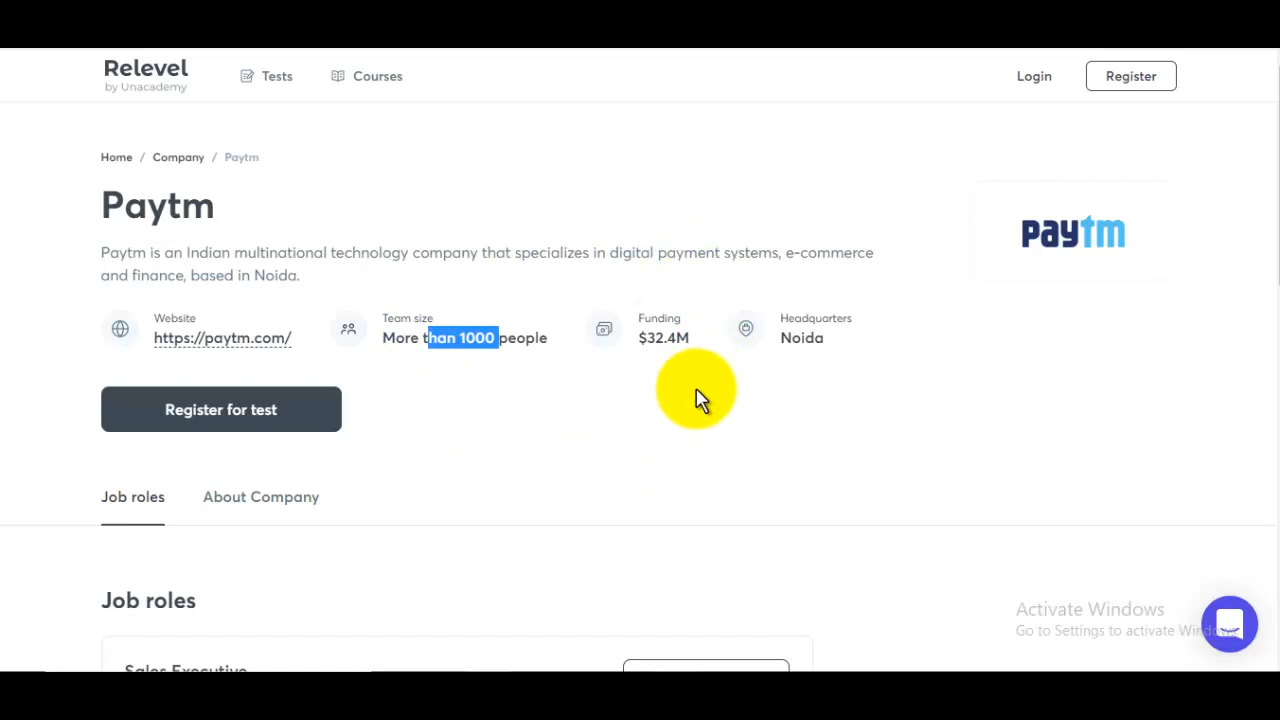 Relevel
by Unacademy
Tests
Courses
Login
Register
Home / Company / Paytm
Paytm
paytm
Paytm is an Indian multinational technology company that specializes in digital payment systems, e-commerce
and finance, based in Noida.
Website
https://paytm.com/
Team size
More than 1000 people
Funding
$32.4M
Headquarters
Noida
Register for test
Job roles
About Company
Job roles
Activate Windows
Go to Settings to activate Windows
Sales Executive